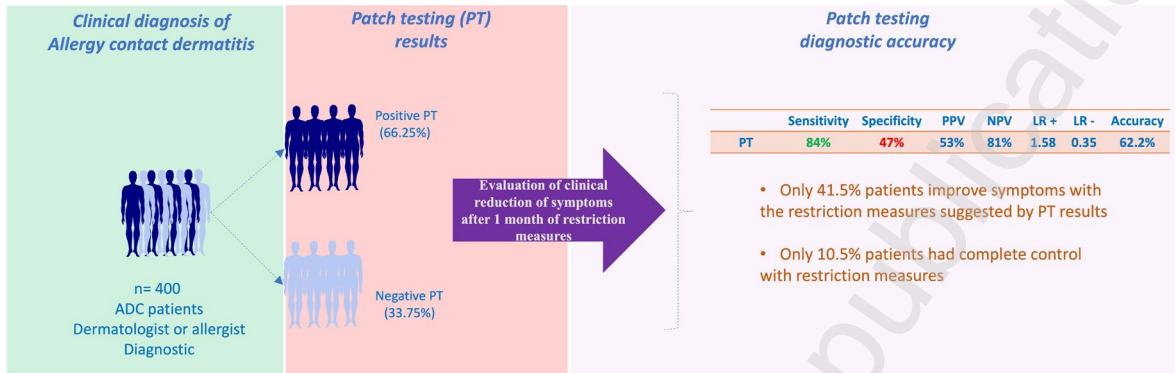 Clinical diagnosis of
Allergy contact dermatitis
Patch testing (PT)
results
Patch testing
diagnostic accuracy
n= 400
ADC patients
Dermatologist or allergist
Diagnostic
Positive PT
(66.25%)
Negative PT
(33.75%)
Evaluation of clinical
reduction of symptoms
after 1 month of restriction
measures
Sensitivity Specificity PPV NPV LR + LR - Accuracy
PT 84% 47% 53% 81% 1.58 0.35 62.2%
• Only 41.5% patients improve symptoms with
the restriction measures suggested by PT results
• Only 10.5% patients had complete control
with restriction measures
publicati